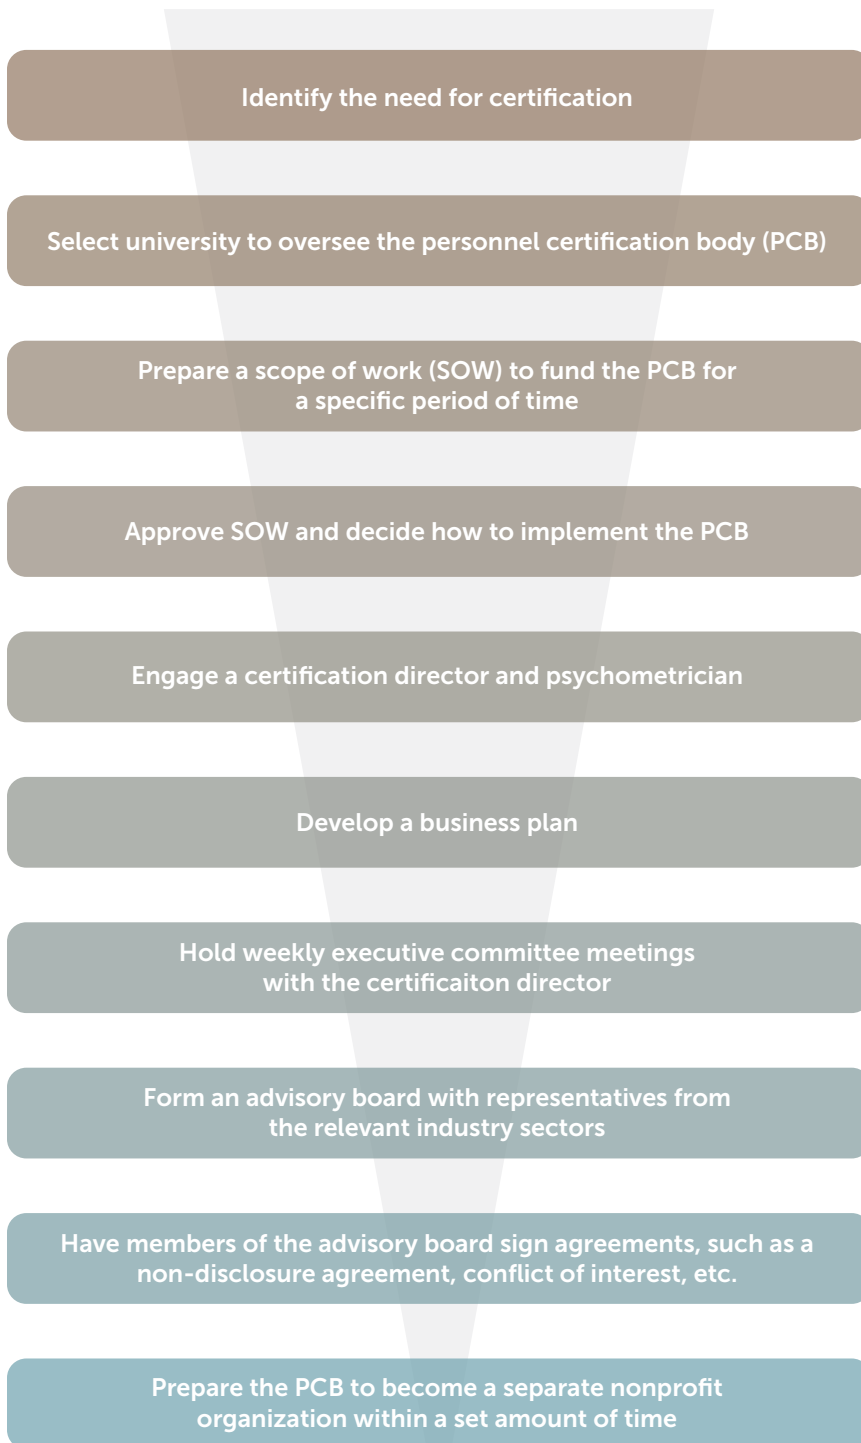 Identify the need for certification
Select university to oversee the personnel certification body (PCB)
Prepare a scope of work (SOW) to fund the PCB for
a specific period of time
Approve SOW and decide how to implement the PCB
Engage a certification director and psychometrician
Develop a business plan
Hold weekly executive committee meetings
with the certificaiton director
Form an advisory board with representatives from
the relevant industry sectors
Have members of the advisory board sign agreements, such as a
non-disclosure agreement, conflict of interest, etc.
Prepare the PCB to become a separate nonprofit
organization within a set amount of time